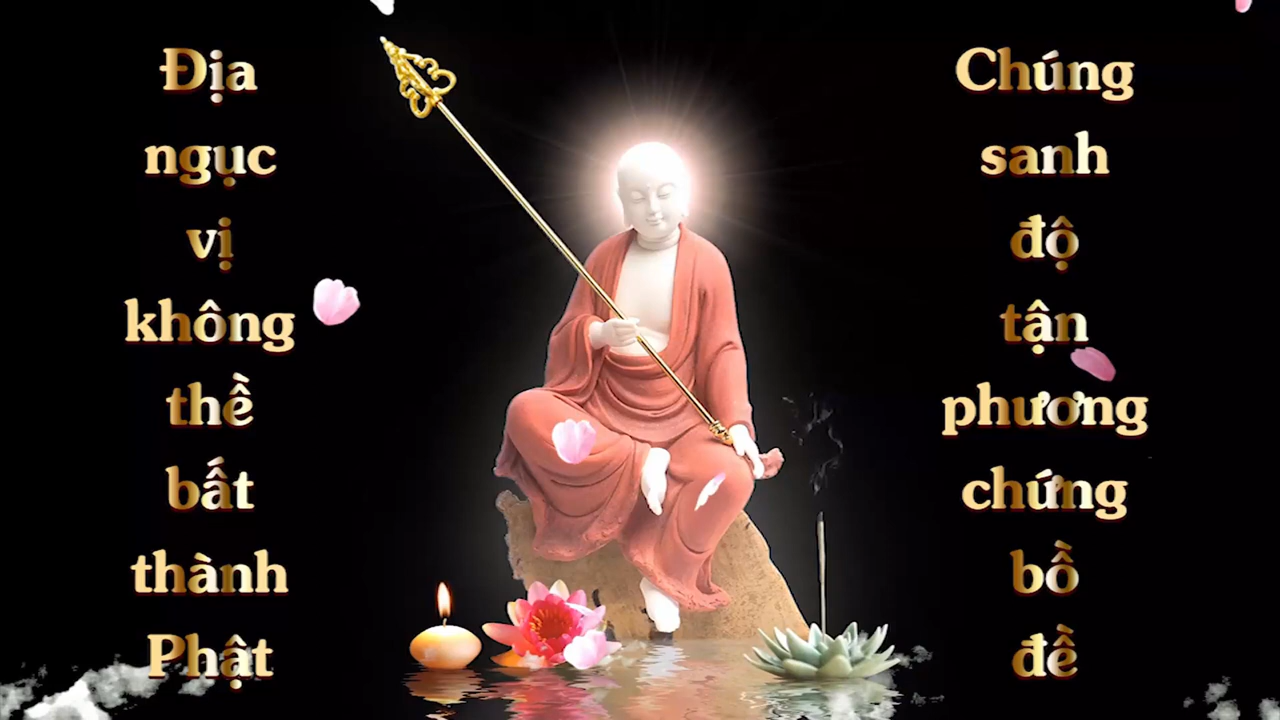 Địa
ngục
vị
không
thề
bất
thành
Phật
Chúng
sanh
độ
tận
phương
chứng
bồ
đề